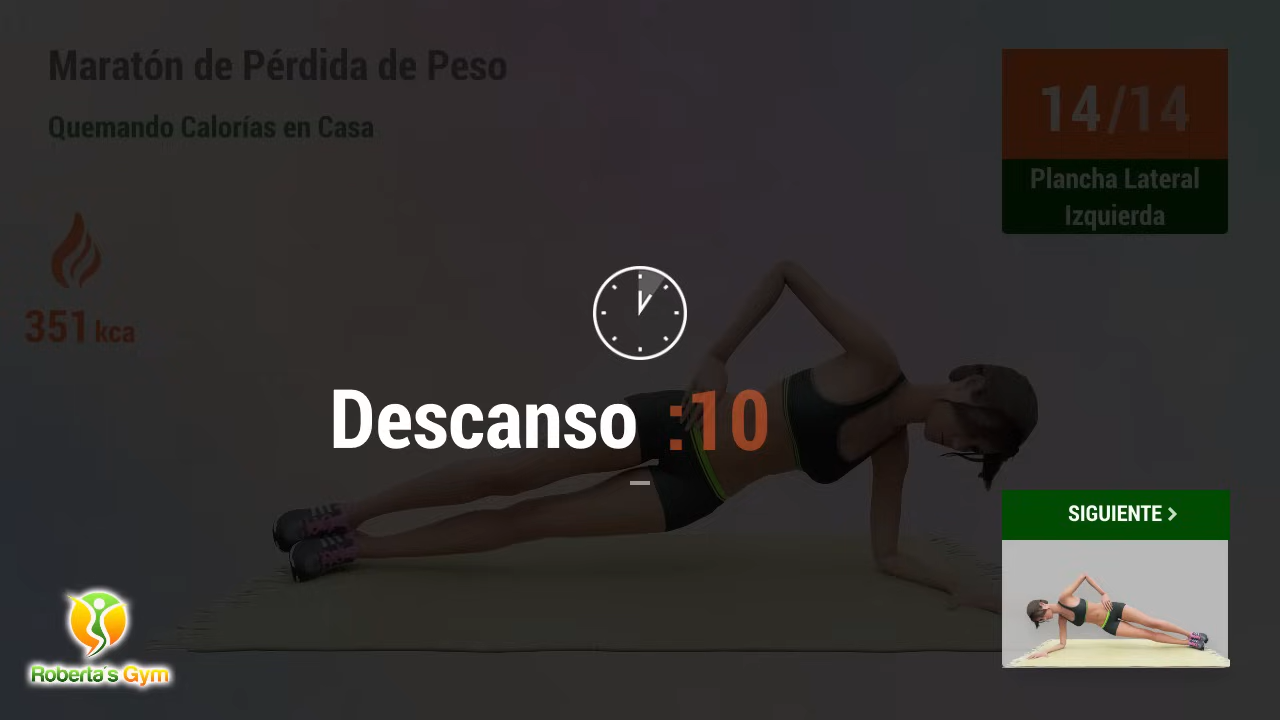 Maratón de Pérdida de Peso
Quemando Calorías en Casa
14/14
Plancha Lateral
Izquierda
351 kca
Descanso :10
SIGUIENTE >
Roberta's Gym